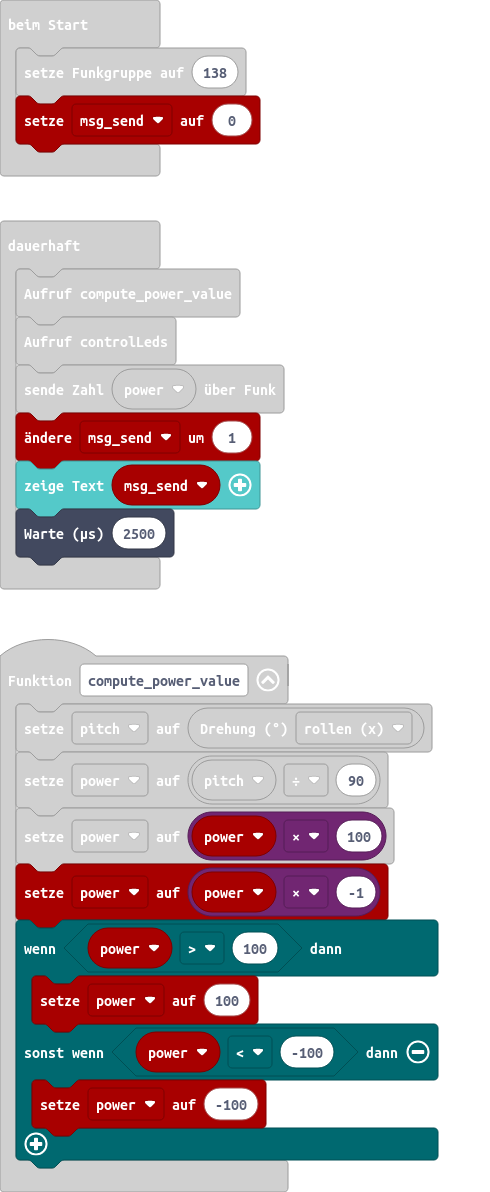 beim Start
setze Funkgruppe auf 138
setze msg_send auf 0
dauerhaft
Aufruf compute_power_value
Aufruf controlLeds
sende Zahl power über Funk
ändere msg_send um 1
zeige Text msg_send
Warte (µs) 2500
Funktion compute_power_value
setze pitch auf Drehung (°) rollen (x)
setze power auf pitch ÷ 90
setze power auf power × 100
setze power auf power × -1
wenn power > 100 dann
setze power auf 100
sonst wenn power < -100 dann
setze power auf -100